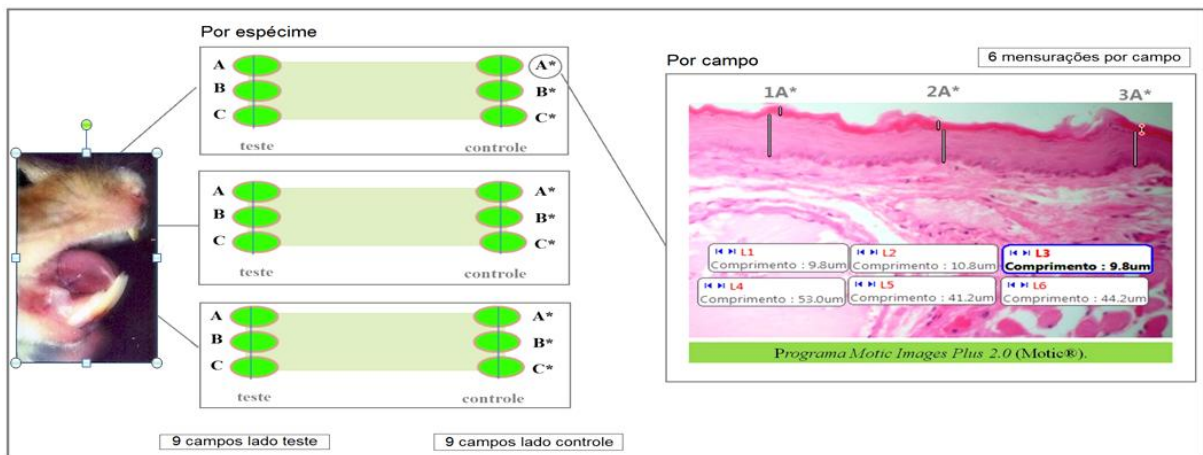 Por espécime
A
B
C
teste
A*
B*
C*
controle
A
B
C
teste
A*
B*
C*
controle
A
B
C
teste
A*
B*
C*
controle
9 campos lado teste
9 campos lado controle
Por campo
6 mensurações por campo
1A*
2A*
3A*
L1
Comprimento : 9.8um
L2
Comprimento : 10.8um
L3
Comprimento : 9.8um
L4
Comprimento : 53.0um
L5
Comprimento : 41.2um
L6
Comprimento : 44.2um
Programa Motic Images Plus 2.0 (Motic®).